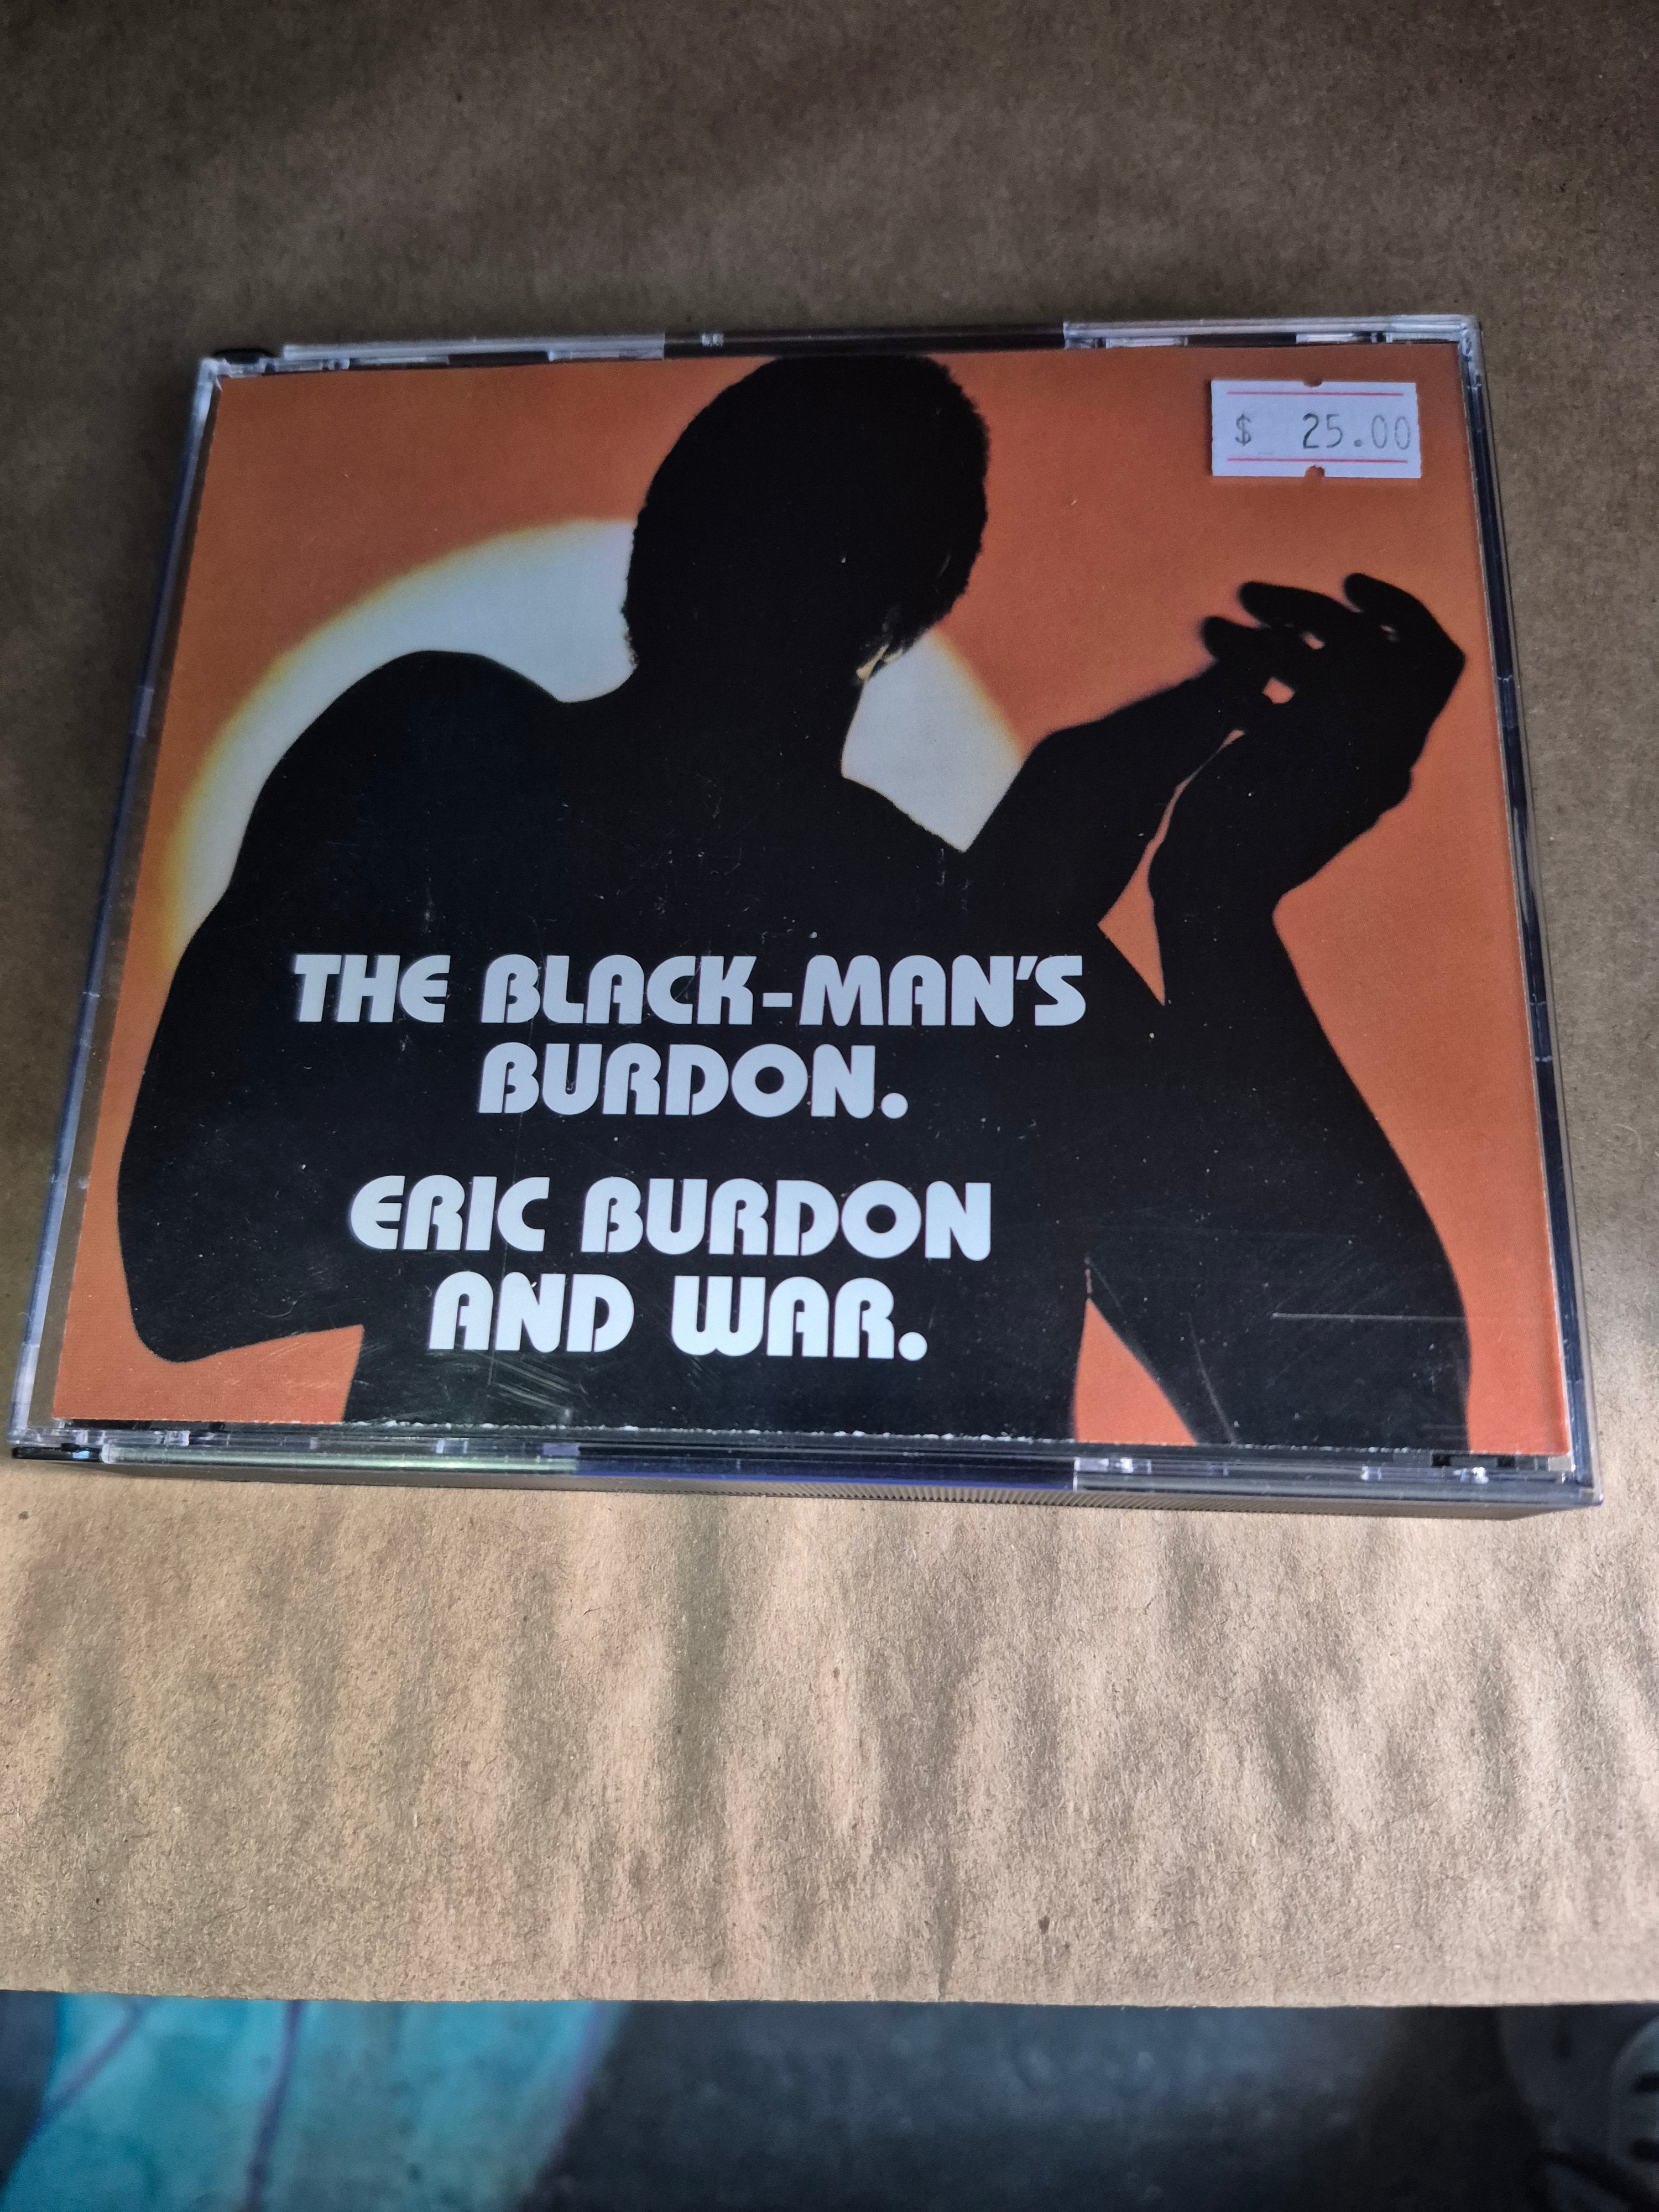 $ 25.00
THE BLACK-MAN'S
BURDON.
ERIC BURDON
AND WAR.